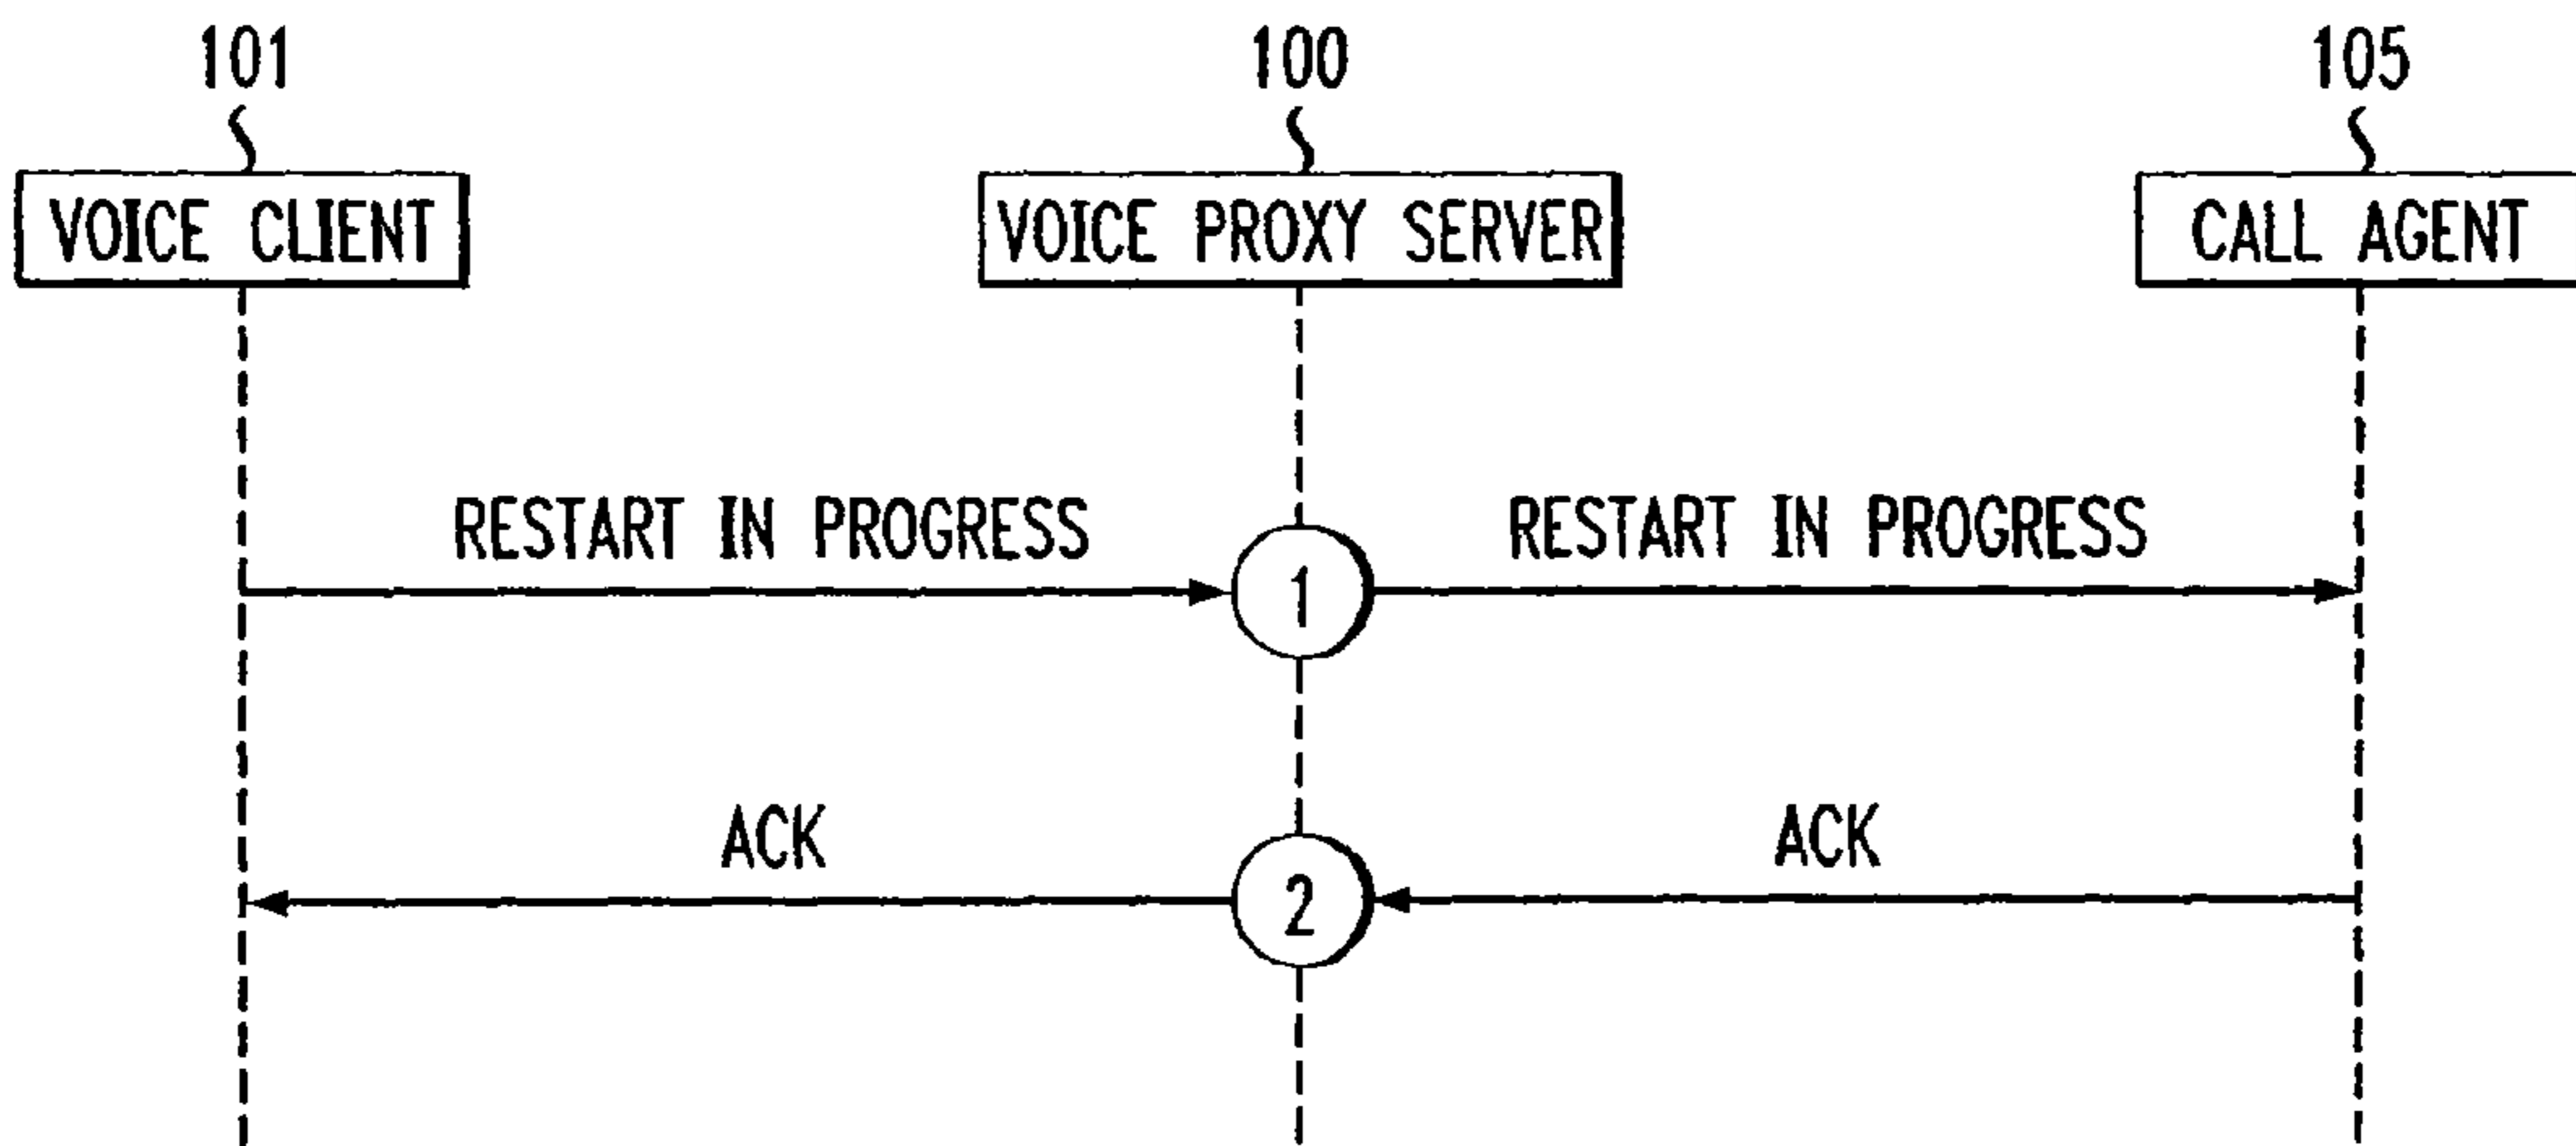 101
100
105
VOICE CLIENT
VOICE PROXY SERVER
CALL AGENT
RESTART IN PROGRESS
RESTART IN PROGRESS
1
ACK
ACK
2